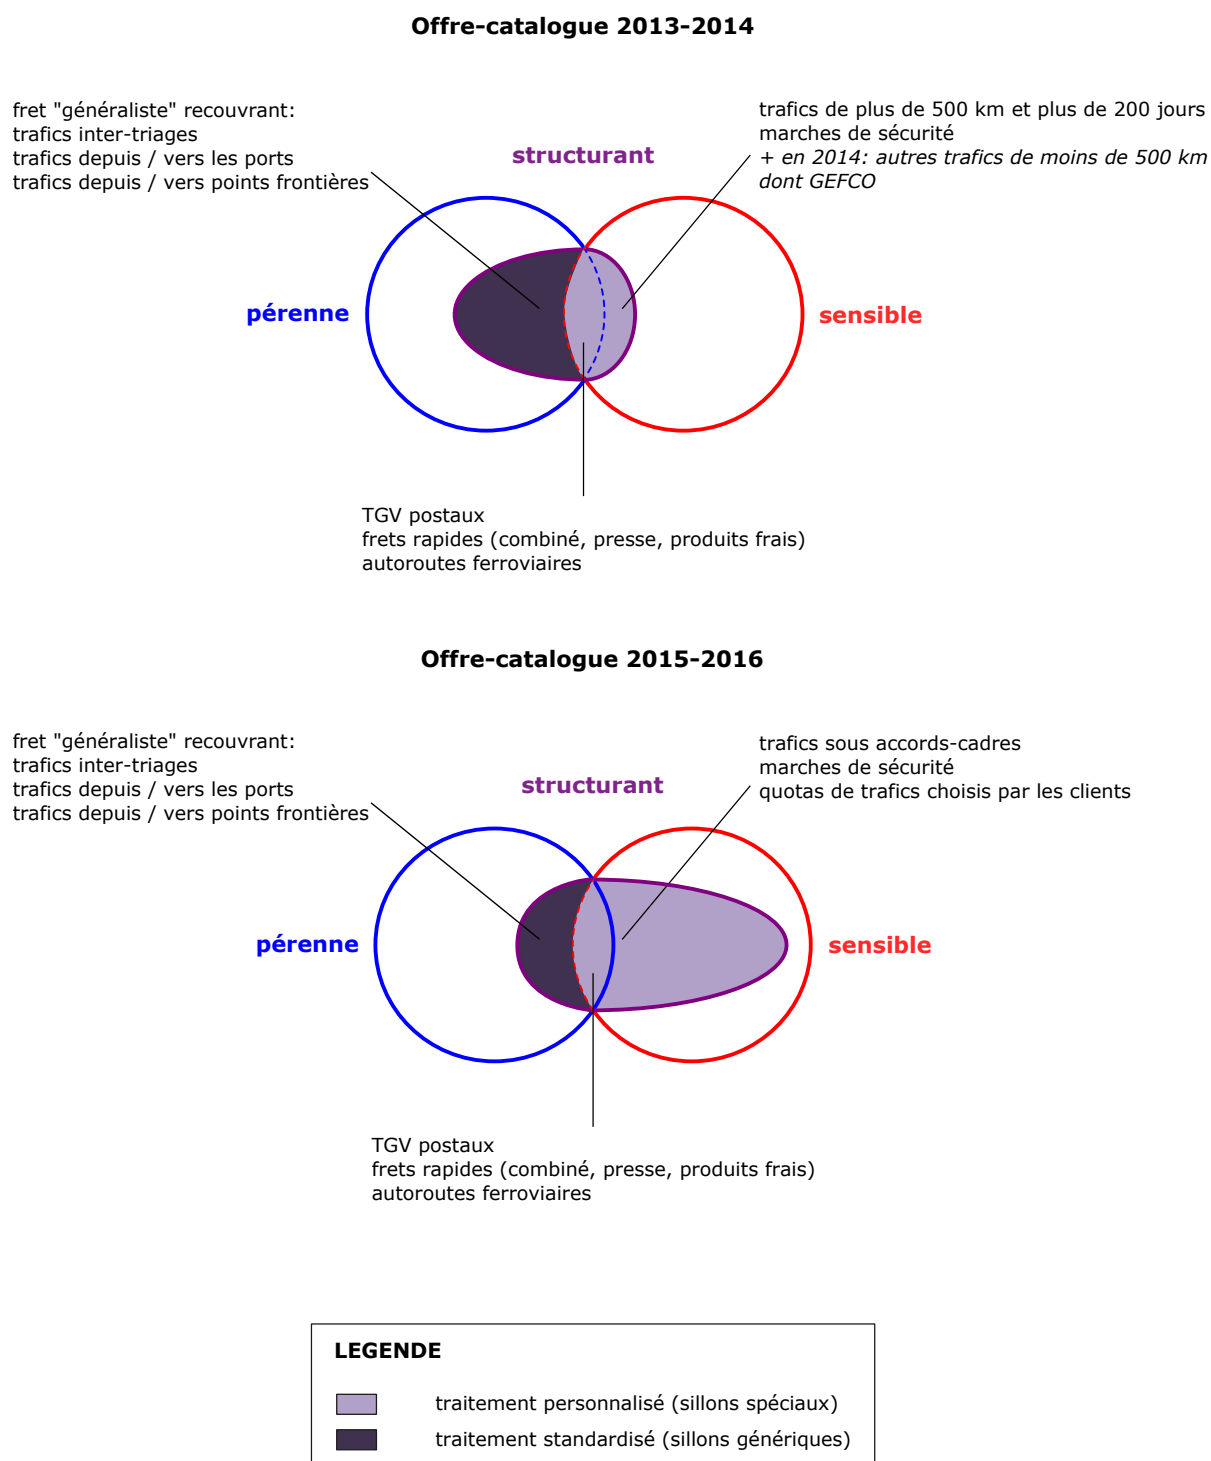 Offre-catalogue 2013-2014
fret "généraliste" recouvrant:
trafics inter-triages
trafics depuis / vers les ports
trafics depuis / vers points frontières
structurant
trafics de plus de 500 km et plus de 200 jours
marches de sécurité
+ en 2014: autres trafics de moins de 500 km
dont GEFCO
pérenne
sensible
TGV postaux
frets rapides (combiné, presse, produits frais)
autoroutes ferroviaires
Offre-catalogue 2015-2016
fret "généraliste" recouvrant:
trafics inter-triages
trafics depuis / vers les ports
trafics depuis / vers points frontières
structurant
trafics sous accords-cadres
marches de sécurité
quotas de trafics choisis par les clients
pérenne
sensible
TGV postaux
frets rapides (combiné, presse, produits frais)
autoroutes ferroviaires
LEGENDE
traitement personnalisé (sillons spéciaux)
traitement standardisé (sillons génériques)